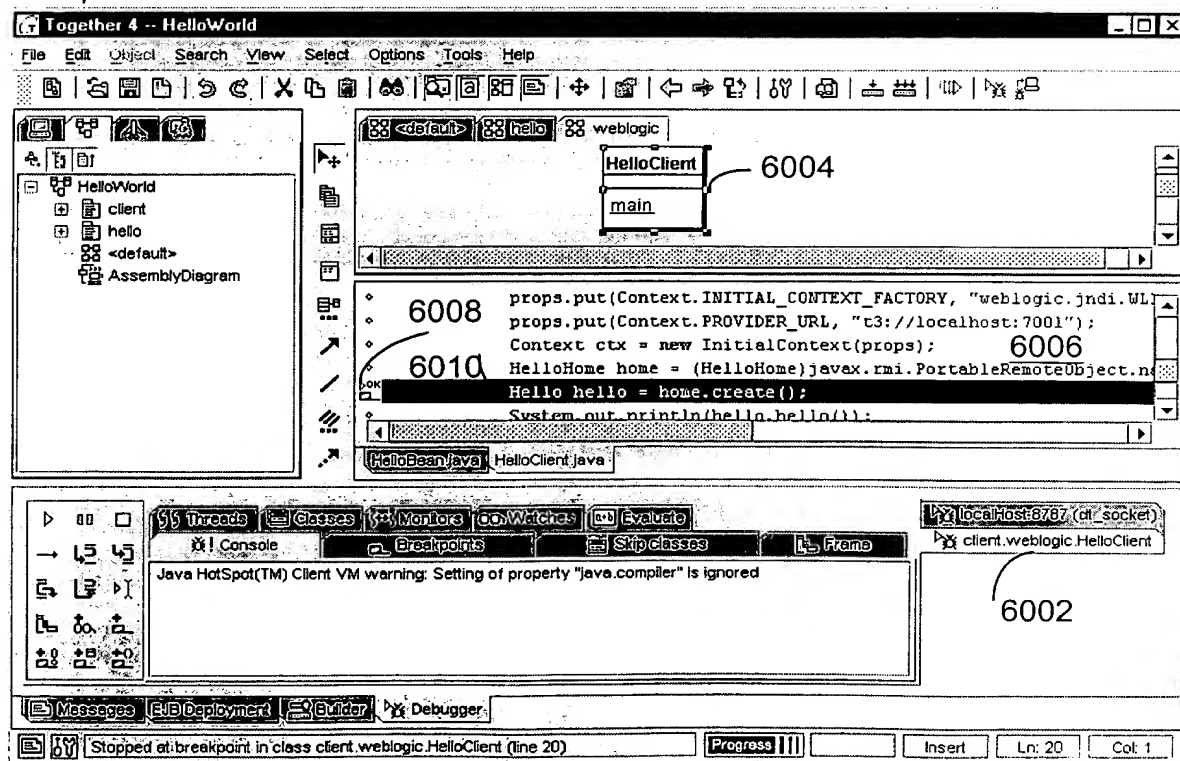 Together 4 -- HelloWorld
File Edit Object Search View Select Options Tools Help
<default> hello weblogic
HelloWorld
client
hello
<default>
AssemblyDiagram
HelloClient
main
6004
props.put(Context.INITIAL_CONTEXT_FACTORY, "weblogic.jndi.WL
props.put(Context.PROVIDER_URL, "t3://localhost:7001");
Context ctx = new InitialContext(props);
HelloHome home = (HelloHome)javax.rmi.PortableRemoteObject.n
Hello hello = home.create();
System.out.println(hello.hello());
6008
6010
6006
OK
HelloBean.java HelloClient.java
Threads Classes Monitors Watches a+b Evaluate
Console Breakpoints Skip classes Frame
Java HotSpot(TM) Client VM warning: Setting of property "java.compiler" is ignored
localHost:8787 (dt_socket)
client.weblogic.HelloClient
6002
Messages EJB Deployment Builder Debugger
Stopped at breakpoint in class client.weblogic.HelloClient (line 20) Progress Insert Ln: 20 Col: 1